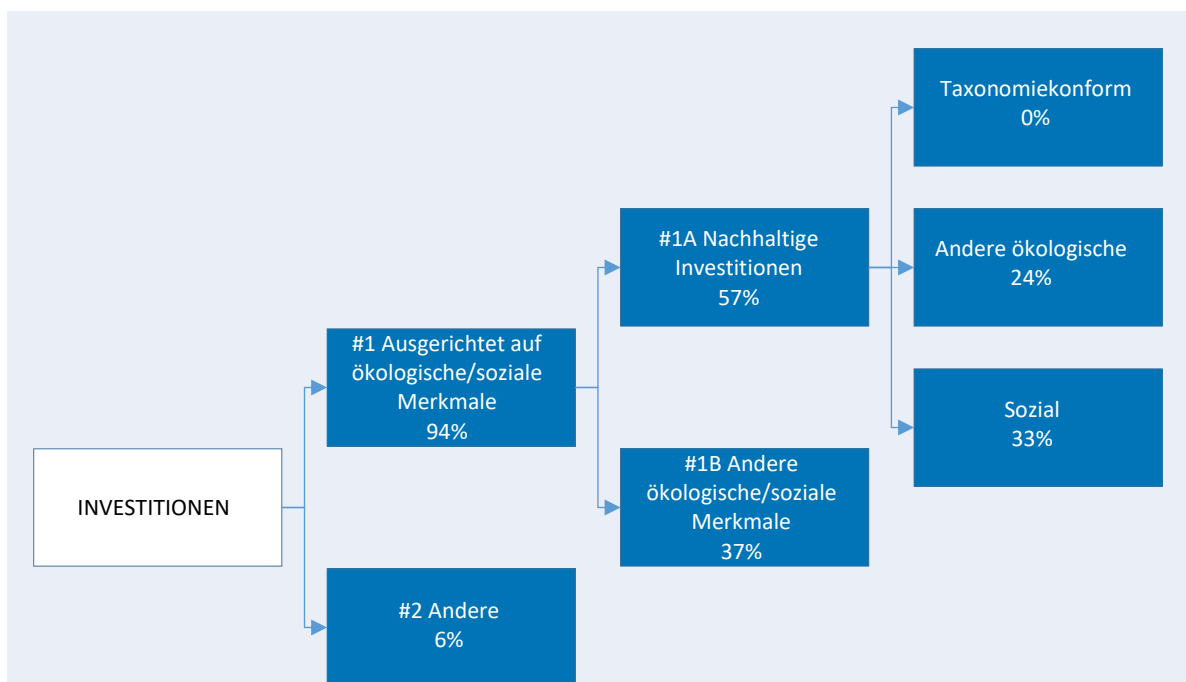 Taxonomiekonform
0%
#1A Nachhaltige
Investitionen
57%
Andere ökologische
24%
#1 Ausgerichtet auf
ökologische/soziale
Merkmale
94%
Sozial
33%
INVESTITIONEN
#1B Andere
ökologische/soziale
Merkmale
37%
#2 Andere
6%